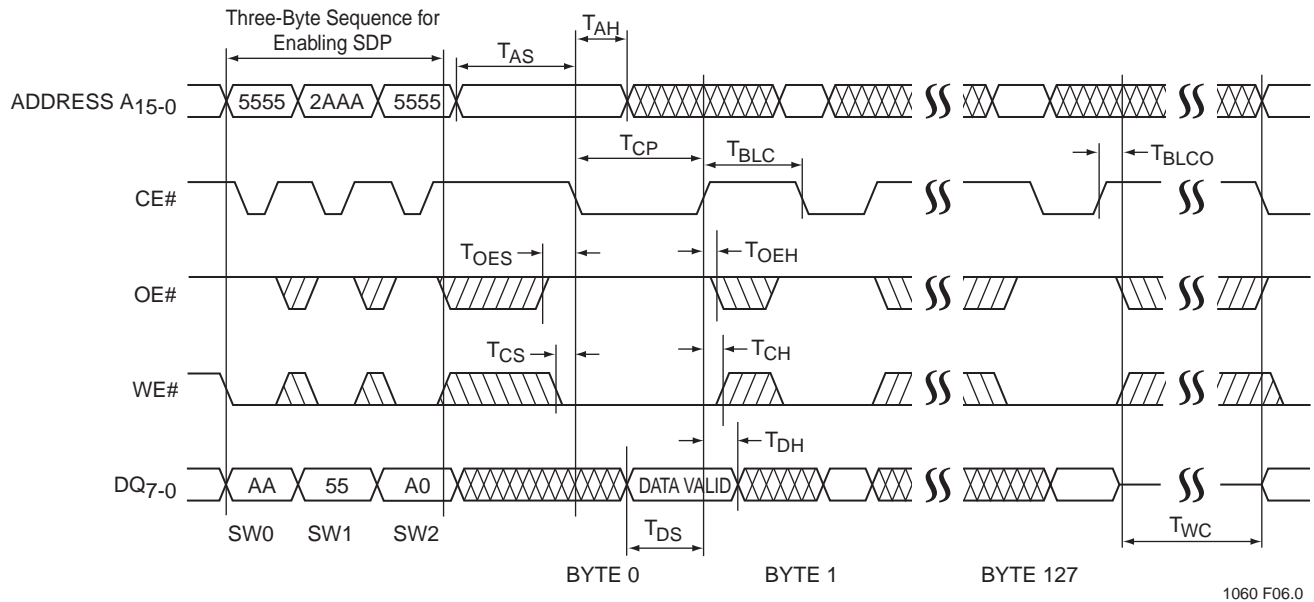 Three-Byte Sequence for
Enabling SDP
TAH
TAS
ADDRESS A15-0
5555 2AAA 5555
TCP
TBLC
TBLCO
CE#
TOES
TOEH
OE#
TCS
TCH
WE#
TDH
DQ7-0
AA 55 A0
DATA VALID
SW0 SW1 SW2
TDS
TWC
BYTE 0 BYTE 1 BYTE 127
1060 F06.0